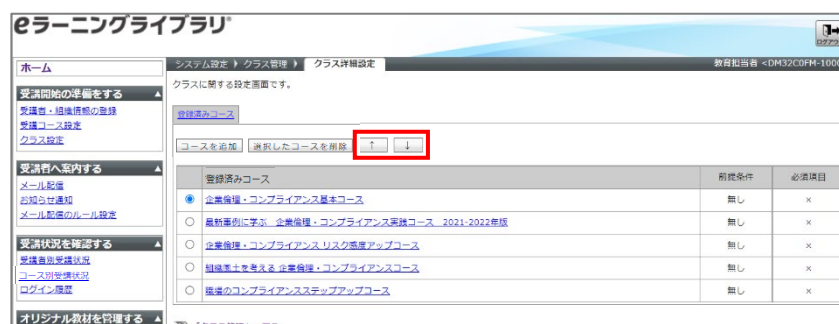 eラーニングライブラリ®
ログアウ
ホーム
システム設定 クラス管理 クラス詳細設定
教育担当者 <DM32C0FM-1000
クラスに関する設定画面です。
受講開始の準備をする ▲
受講者・組織情報の登録
受講コース設定
クラス設定
登録済みコース
コースを追加 選択したコースを削除 ↑ ↓
受講者へ案内する ▲
メール配信
お知らせ通知
メール配信のルール設定
登録済みコース 前提条件 必須項目
企業倫理・コンプライアンス基本コース 無し ×
最新事例に学ぶ 企業倫理・コンプライアンス実践コース 2021-2022年版 無し ×
企業倫理・コンプライアンス リスク感度アップコース 無し ×
組織風土を考える 企業倫理・コンプライアンスコース 無し ×
職場のコンプライアンスステップアップコース 無し ×
受講状況を確認する ▲
受講者別受講状況
コース別受講状況
ログイン履歴
オリジナル教材を管理する ▲